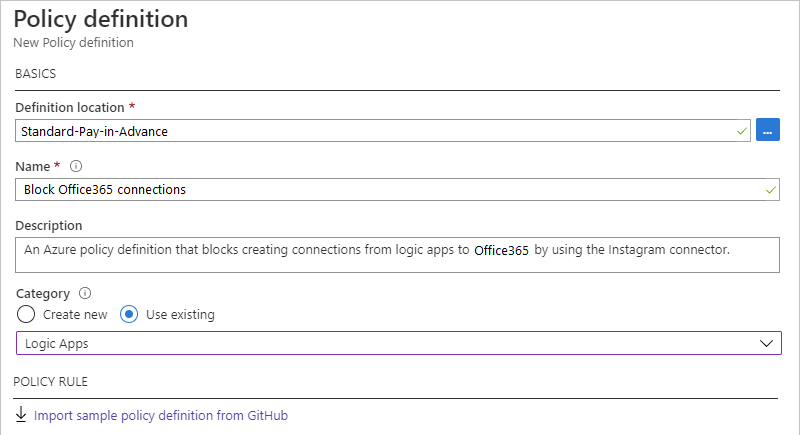 Policy definition
New Policy definition
BASICS
Definition location *
Standard-Pay-in-Advance
...
Name *
Block Office365 connections
Description
An Azure policy definition that blocks creating connections from logic apps to Office365 by using the Instagram connector.
Category
Create new Use existing
Logic Apps
POLICY RULE
Import sample policy definition from GitHub